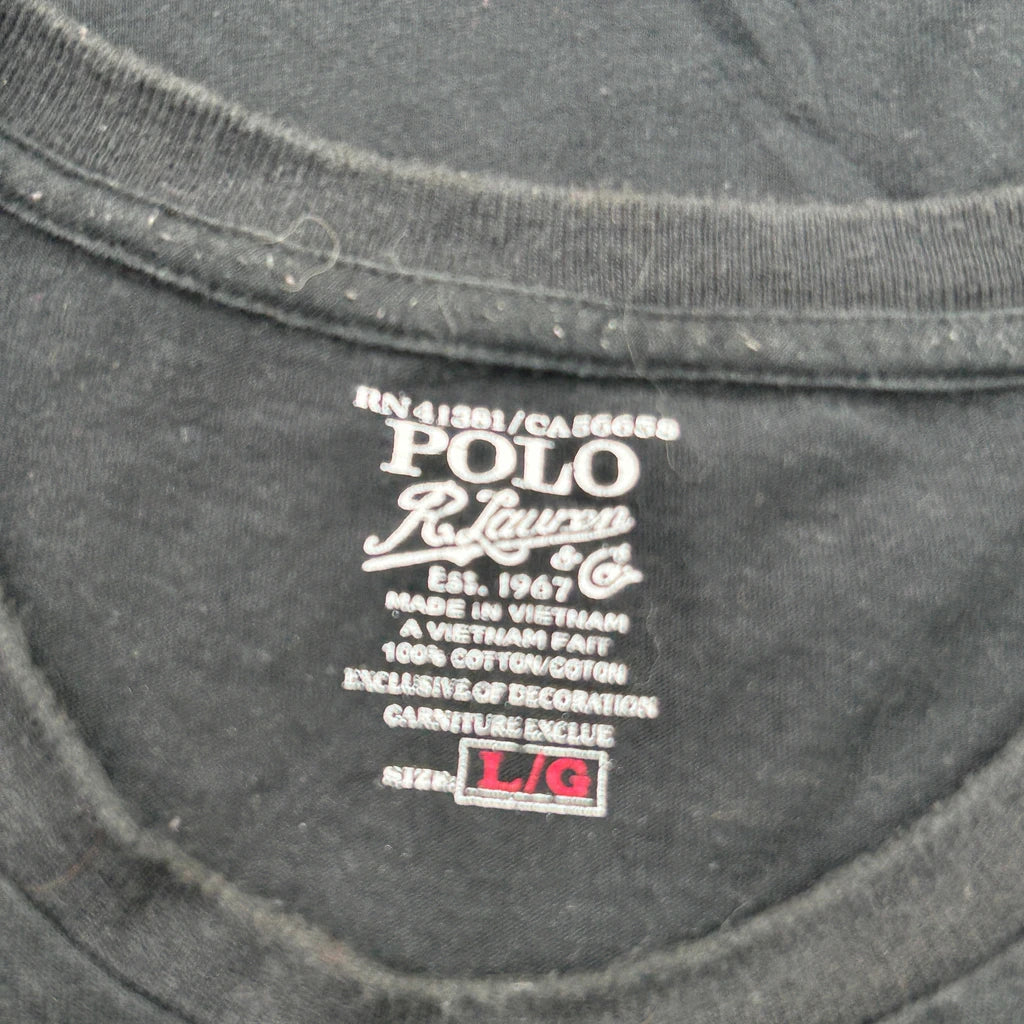 RN 41381/CA56658
POLO
R. Lauren
& Co
EST. 1967
MADE IN VIETNAM
A VIETNAM FAIT
100% COTTON/COTON
EXCLUSIVE OF DECORATION
GARNITURE EXCLUE
SIZE: L/G